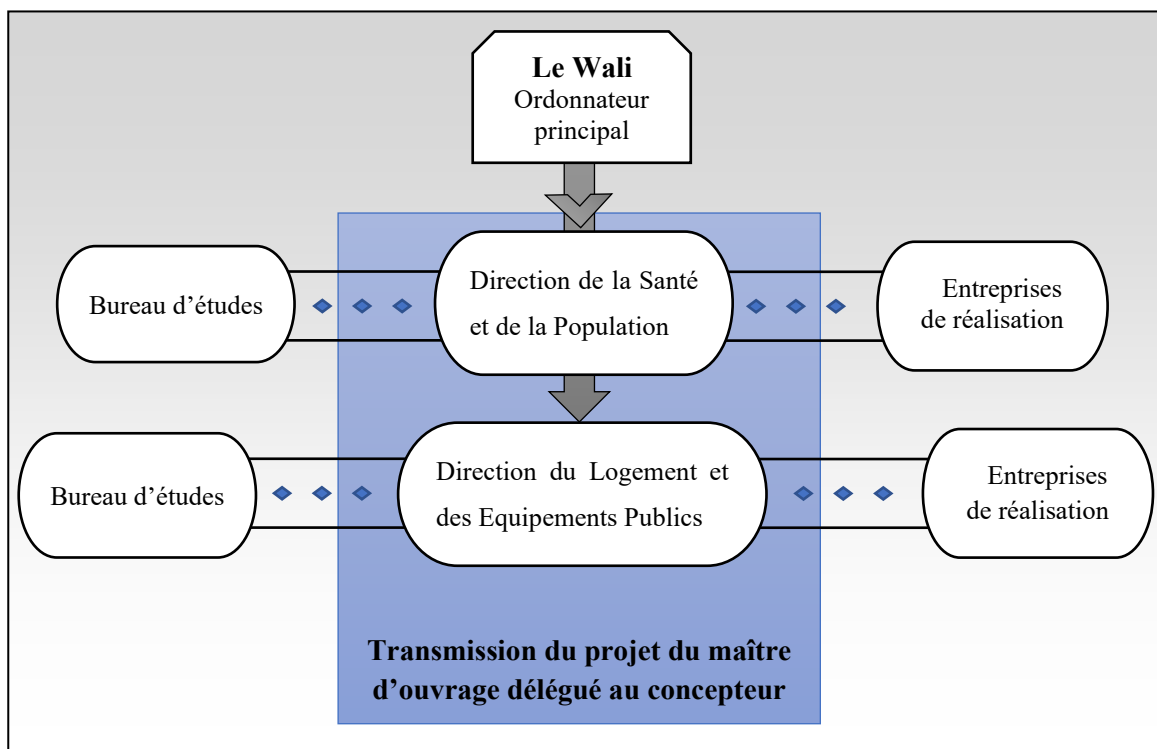 Le Wali
Ordonnateur
principal
Bureau d’études
Direction de la Santé
et de la Population
Entreprises
de réalisation
Bureau d’études
Direction du Logement et
des Equipements Publics
Entreprises
de réalisation
Transmission du projet du maître
d’ouvrage délégué au concepteur